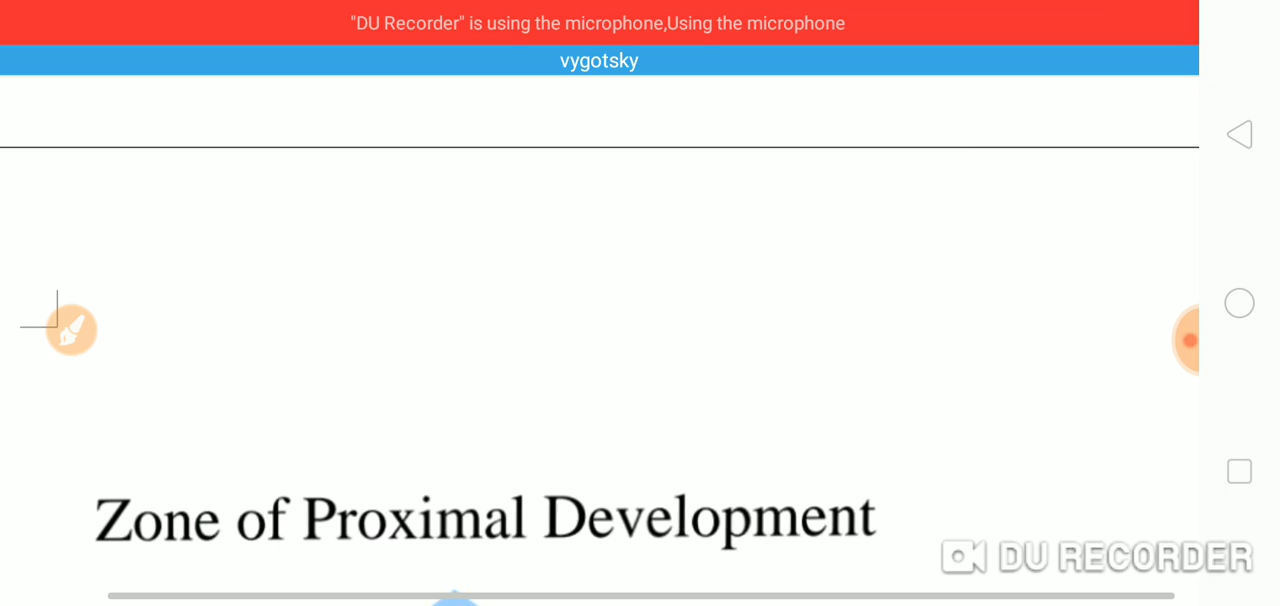 "DU Recorder" is using the microphone,Using the microphone
vygotsky
Zone of Proximal Development
DU RECORDER